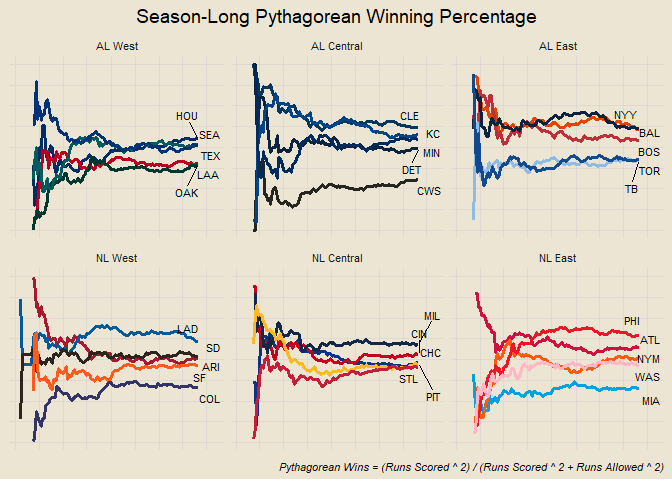 Season-Long Pythagorean Winning Percentage
AL West
AL Central
AL East
HOU
SEA
TEX
LAA
OAK
CLE
KC
MIN
DET
CWS
NYY
BAL
BOS
TOR
TB
NL West
NL Central
NL East
LAD
SD
ARI
SF
COL
MIL
CIN
CHC
STL
PIT
PHI
ATL
NYM
WAS
MIA
Pythagorean Wins = (Runs Scored ^ 2) / (Runs Scored ^ 2 + Runs Allowed ^ 2)